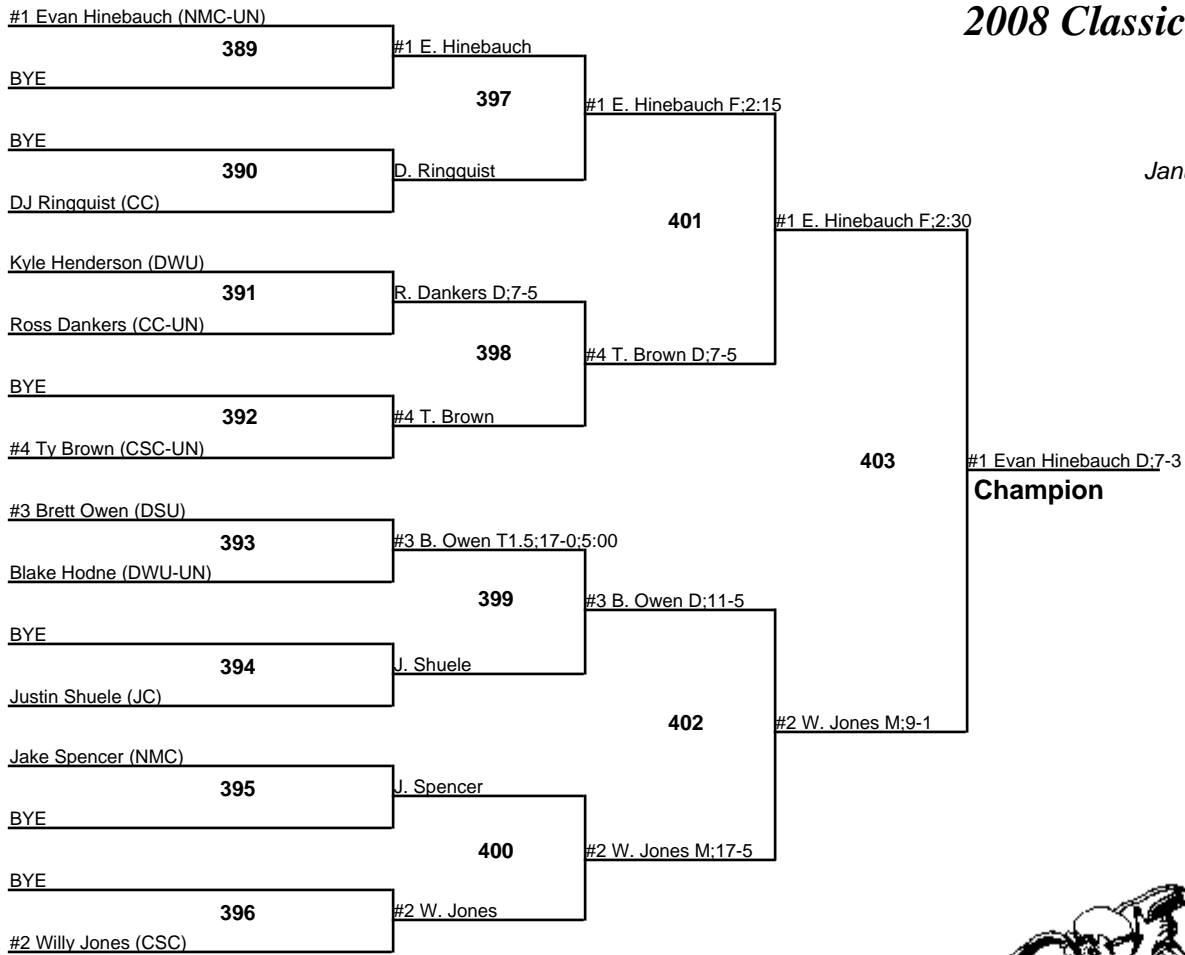 2008 Classic
#1 Evan Hinebauch (NMC-UN)
389
#1 E. Hinebauch
BYE
397
#1 E. Hinebauch F;2:15
BYE
390
D. Ringquist
DJ Ringquist (CC)
401
#1 E. Hinebauch F;2:30
Kyle Henderson (DWU)
391
R. Dankers D;7-5
Ross Dankers (CC-UN)
398
#4 T. Brown D;7-5
BYE
392
#4 T. Brown
#4 Ty Brown (CSC-UN)
403
#1 Evan Hinebauch D;7-3
Champion
#3 Brett Owen (DSU)
393
#3 B. Owen T1.5;17-0;5:00
Blake Hodne (DWU-UN)
399
#3 B. Owen D;11-5
BYE
394
J. Shuele
Justin Shuele (JC)
402
#2 W. Jones M;9-1
Jake Spencer (NMC)
395
J. Spencer
BYE
400
#2 W. Jones M;17-5
BYE
396
#2 W. Jones
#2 Willy Jones (CSC)